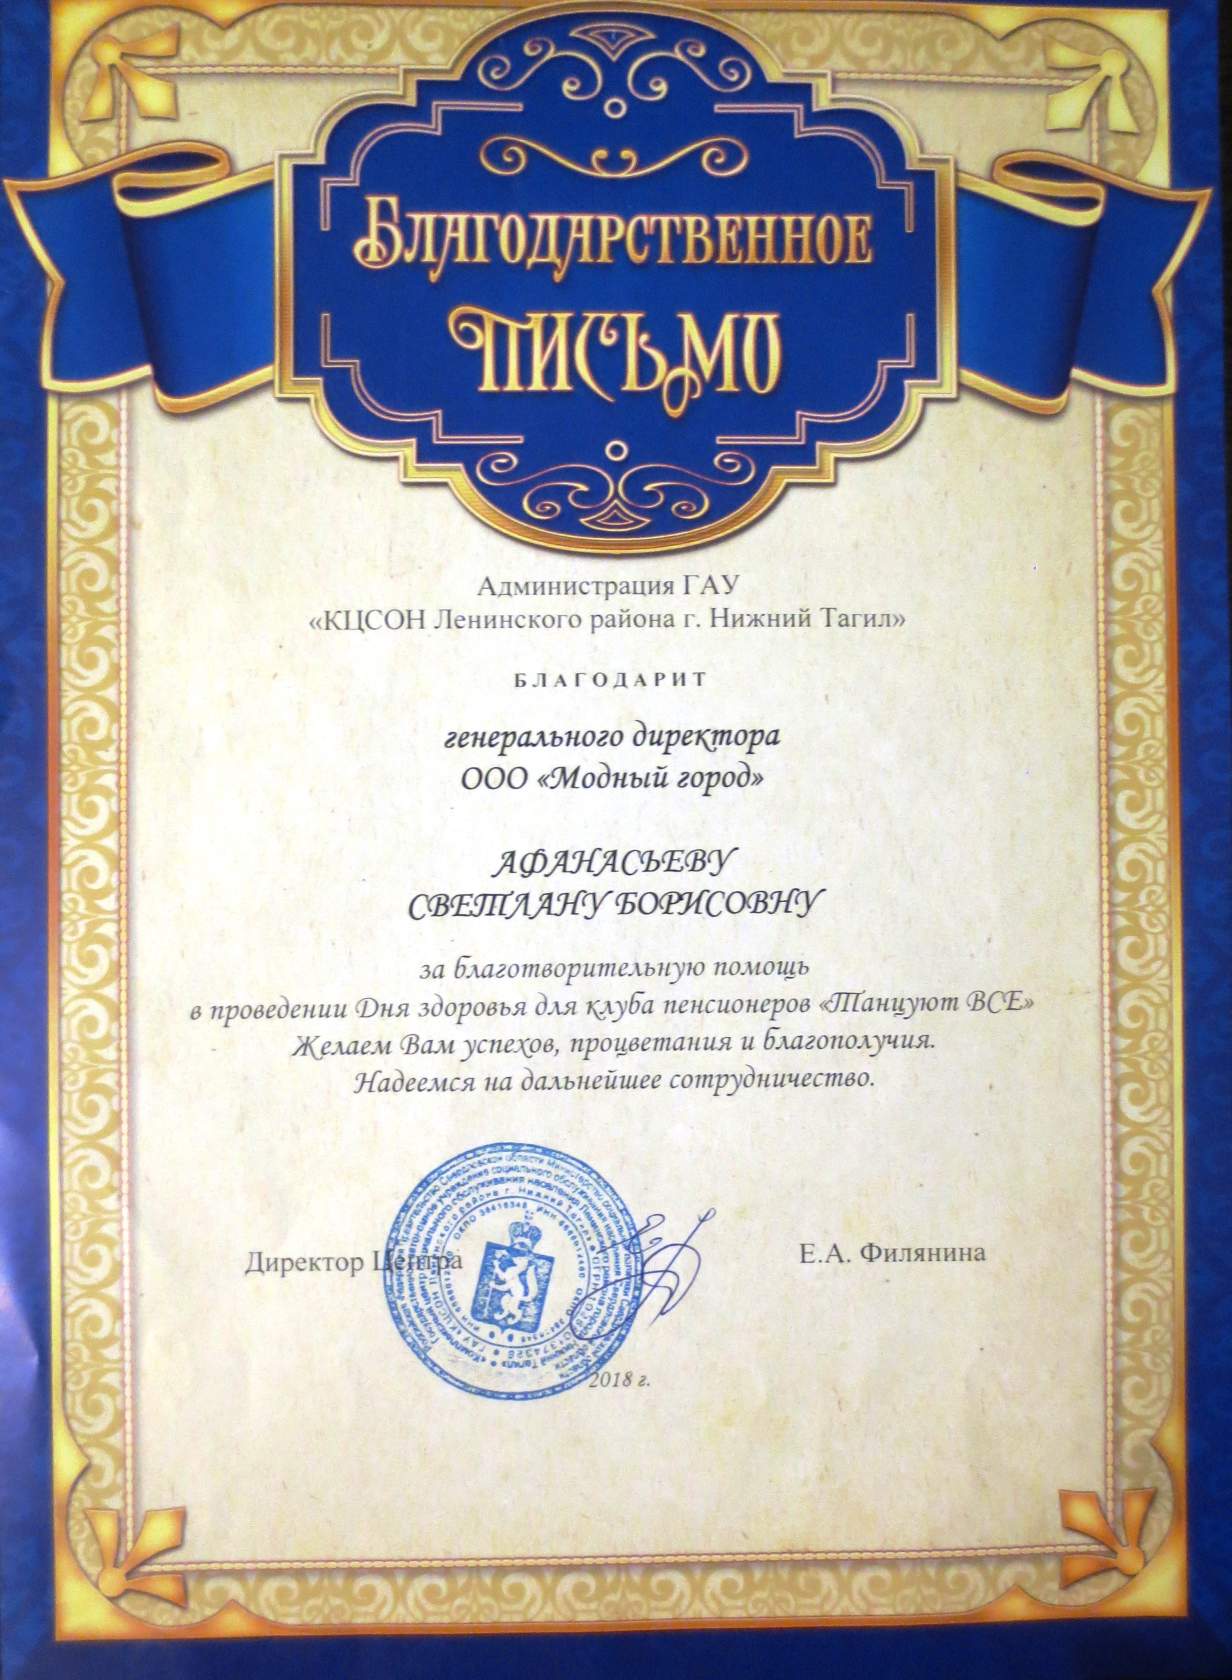 БЛАГОДАРСТВЕННОЕ
ПИСЬМО
Администрация ГАУ
«КЦСОН Ленинского района г. Нижний Тагил»
БЛАГОДАРИТ
генерального директора
ООО «Модный город»
АФАНАСЬЕВУ
СВЕТЛАНУ БОРИСОВНУ
за благотворительную помощь
в проведении Дня здоровья для клуба пенсионеров «Танцуют ВСЕ»
Желаем Вам успехов, процветания и благополучия.
Надеемся на дальнейшее сотрудничество.
Директор Центра
Е.А. Филянина
2018 г.